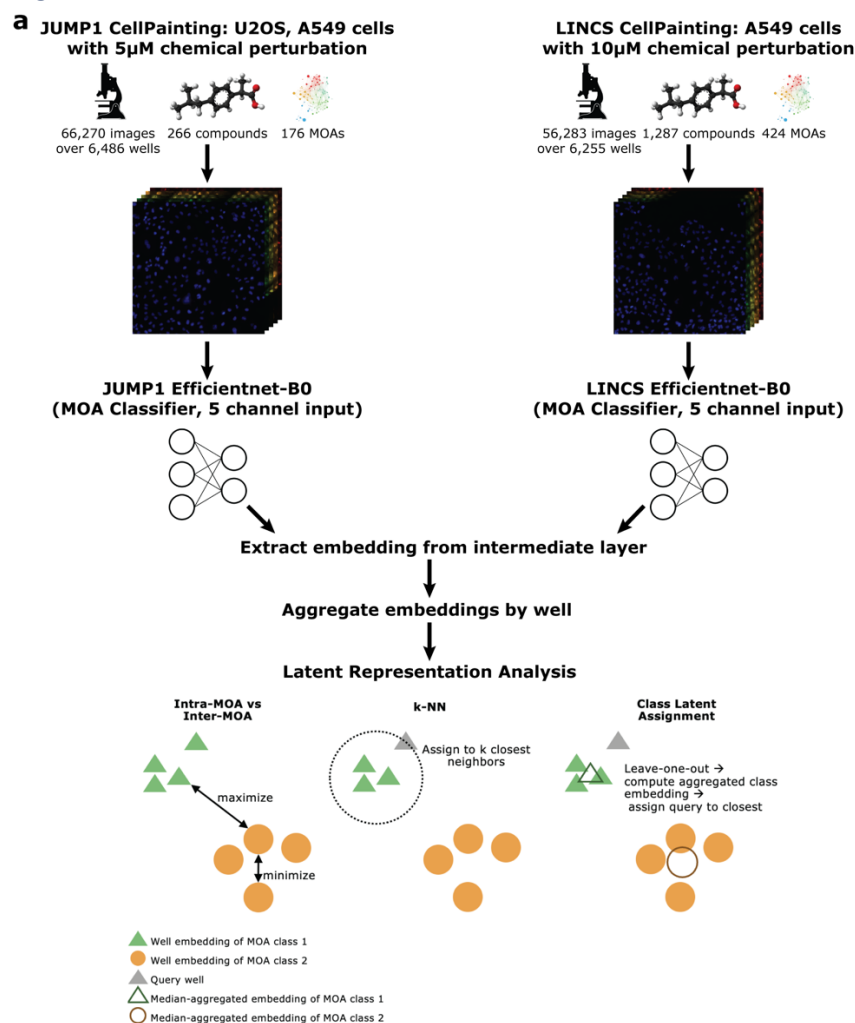 a
JUMP1 CellPainting: U2OS, A549 cells
with 5µM chemical perturbation
66,270 images
over 6,486 wells
266 compounds
176 MOAs
LINCS CellPainting: A549 cells
with 10µM chemical perturbation
56,283 images
over 6,255 wells
1,287 compounds
424 MOAs
JUMP1 Efficientnet-B0
(MOA Classifier, 5 channel input)
LINCS Efficientnet-B0
(MOA Classifier, 5 channel input)
Extract embedding from intermediate layer
Aggregate embeddings by well
Latent Representation Analysis
Intra-MOA vs
Inter-MOA
maximize
minimize
k-NN
Assign to k closest
neighbors
Class Latent
Assignment
Leave-one-out →
compute aggregated class
embedding →
assign query to closest
Well embedding of MOA class 1
Well embedding of MOA class 2
Query well
Median-aggregated embedding of MOA class 1
Median-aggregated embedding of MOA class 2